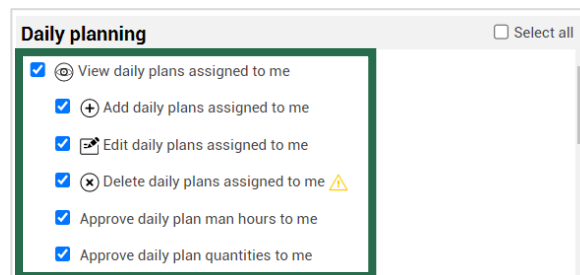 Daily planning
Select all
View daily plans assigned to me
Add daily plans assigned to me
Edit daily plans assigned to me
Delete daily plans assigned to me
Approve daily plan man hours to me
Approve daily plan quantities to me